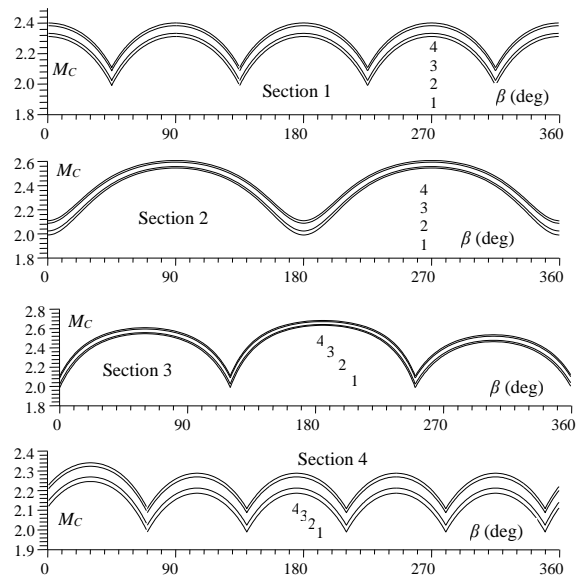 2.4
2.2
2.0
1.8
M_C
Section 1
4
3
2
1
β (deg)
0 90 180 270 360
2.6
2.4
2.2
2.0
1.8
M_C
Section 2
4
3
2
1
β (deg)
0 90 180 270 360
2.8
2.6
2.4
2.2
2.0
1.8
M_C
Section 3
4
3
2
1
β (deg)
0 90 180 270 360
2.4
2.3
2.2
2.1
2.0
1.9
M_C
Section 4
4
3
2
1
β (deg)
0 90 180 270 360